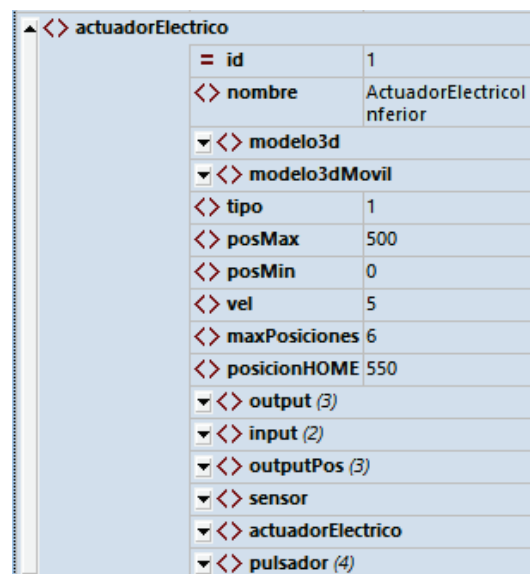 actuadorElectrico
= id 1
nombre ActuadorElectricoI
nferior
modelo3d
modelo3dMovil
tipo 1
posMax 500
posMin 0
vel 5
maxPosiciones 6
posicionHOME 550
output (3)
input (2)
outputPos (3)
sensor
actuadorElectrico
pulsador (4)